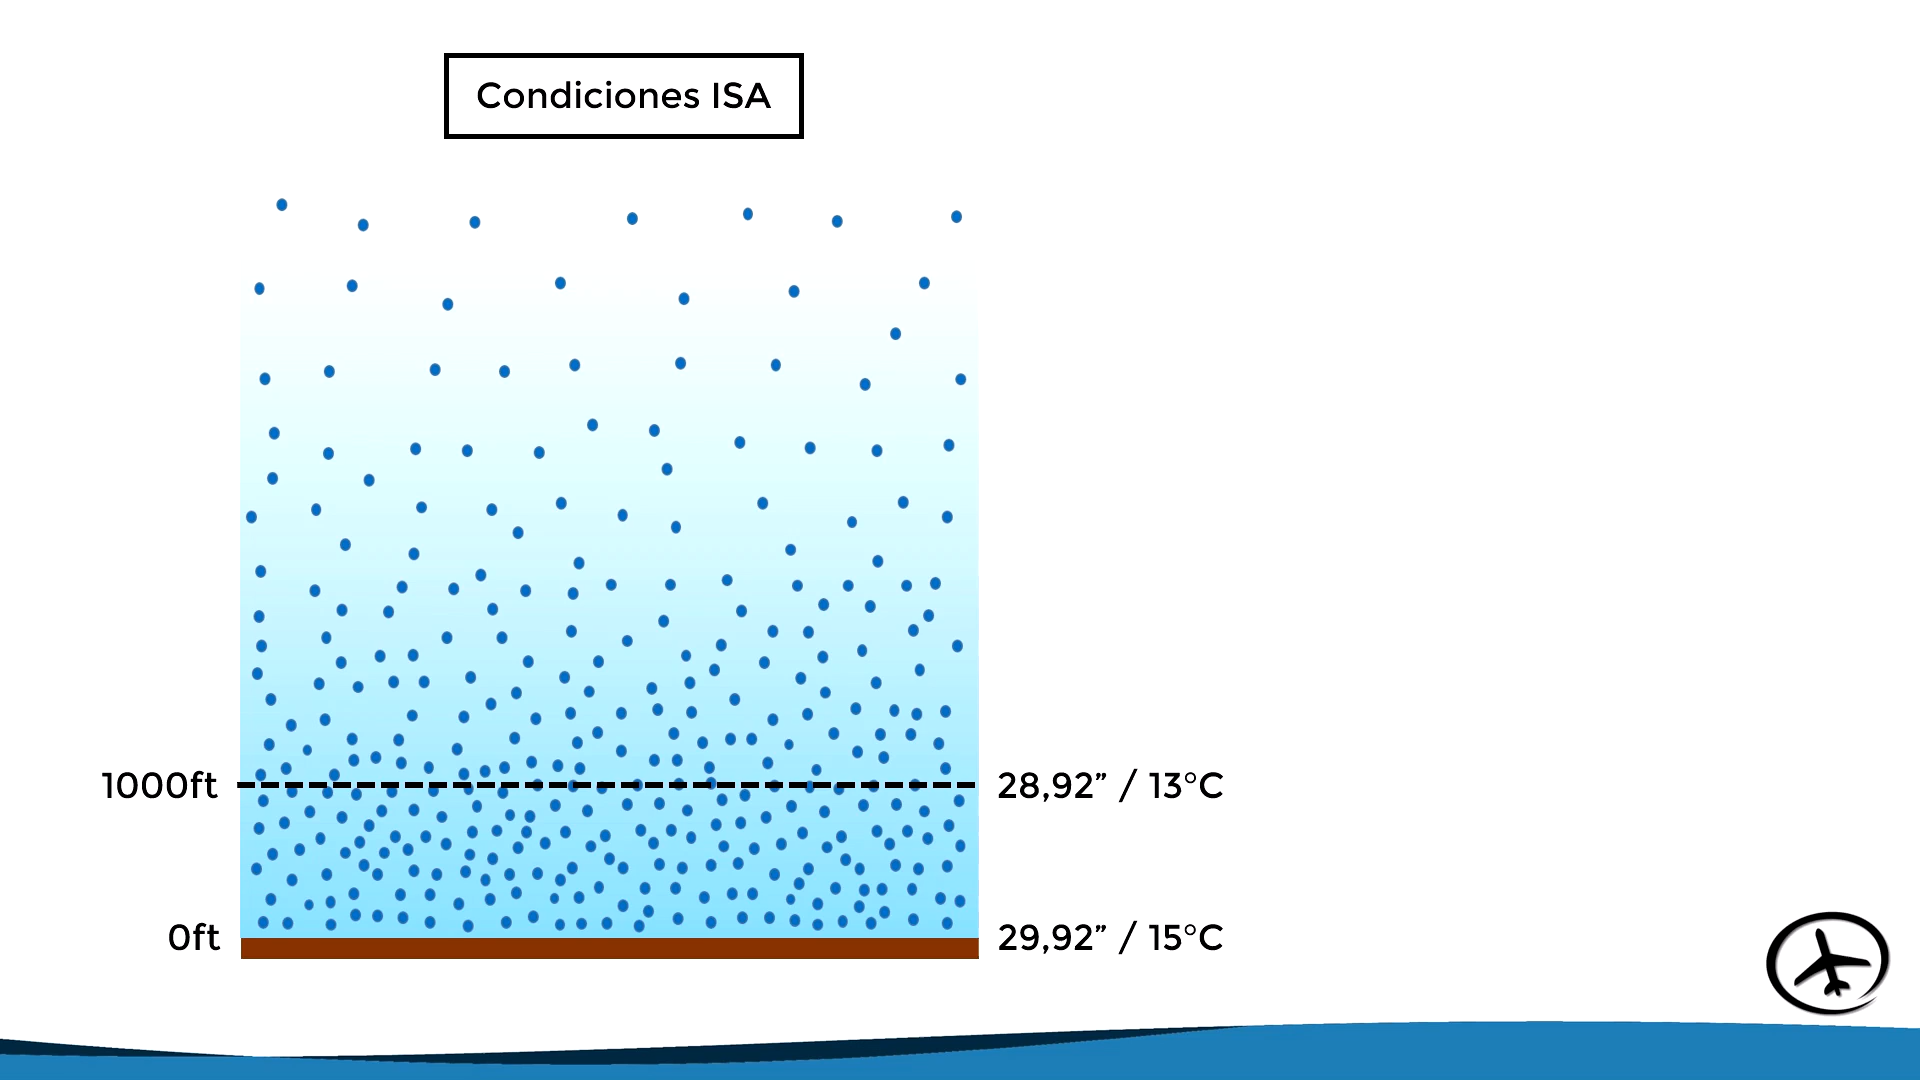 Condiciones ISA
1000ft
28,92” / 13°C
0ft
29,92” / 15°C